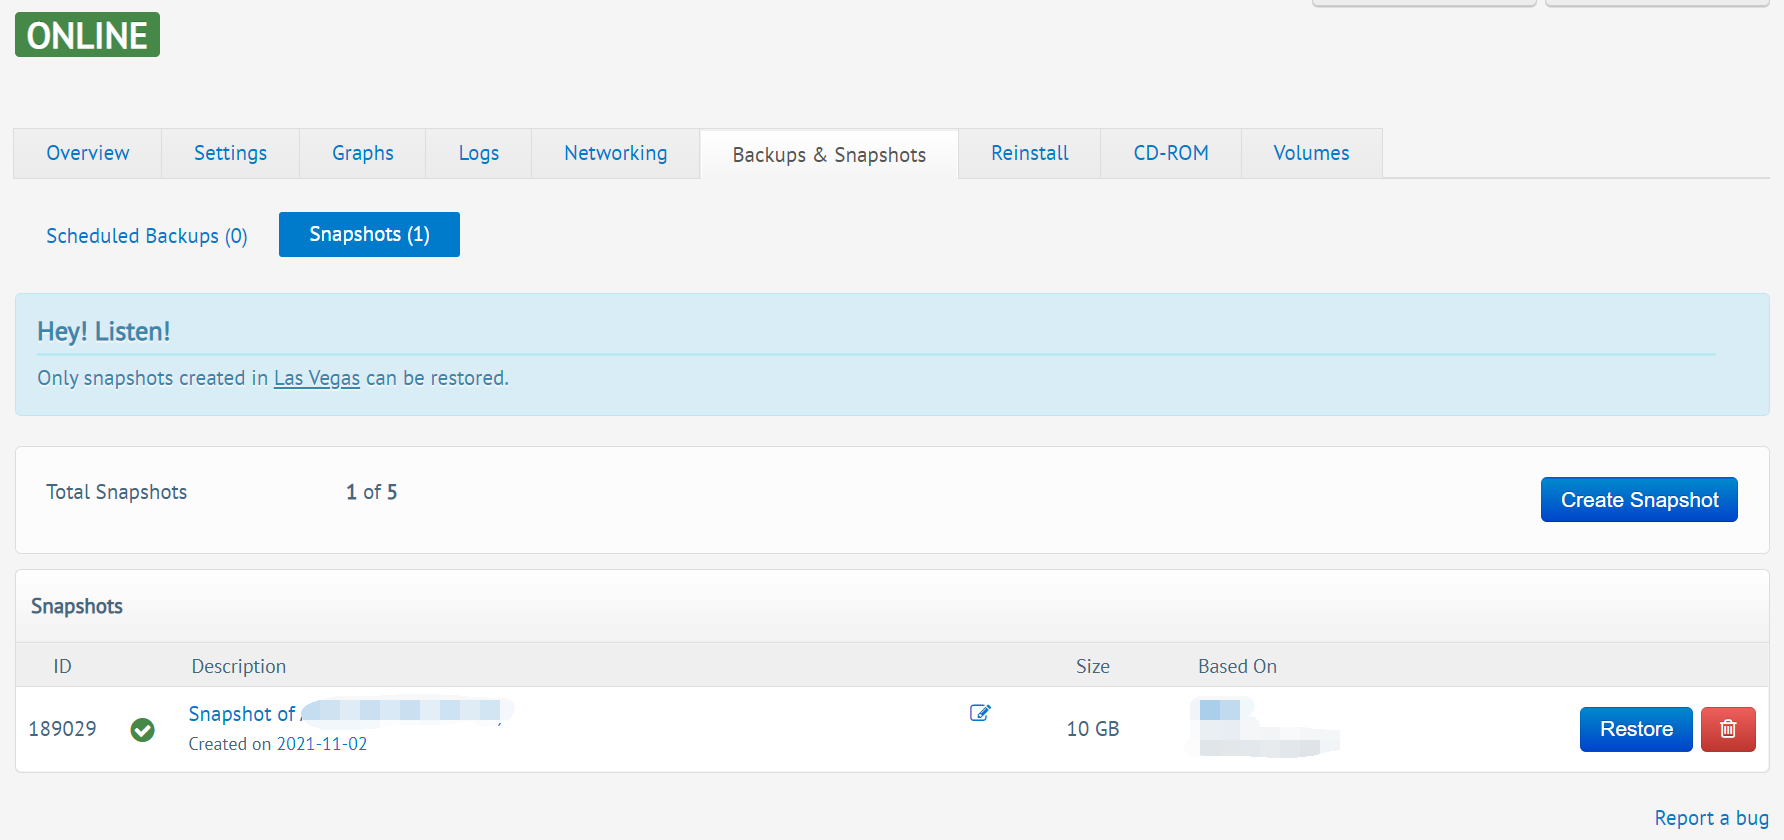 ONLINE
Overview Settings Graphs Logs Networking Backups & Snapshots Reinstall CD-ROM Volumes
Scheduled Backups (0) Snapshots (1)
Hey! Listen!
Only snapshots created in Las Vegas can be restored.
Total Snapshots 1 of 5 Create Snapshot
Snapshots
ID Description Size Based On
189029 Snapshot of 10 GB Restore
Created on 2021-11-02
Report a bug